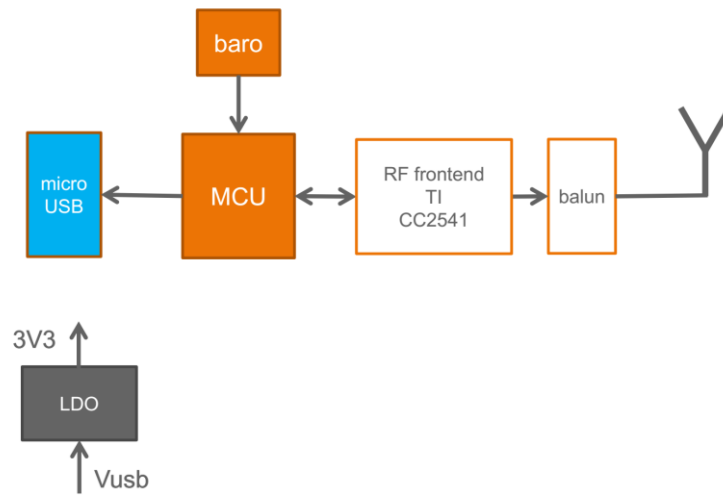 baro
micro
USB
MCU
RF frontend
TI
CC2541
balun
3V3
LDO
Vusb